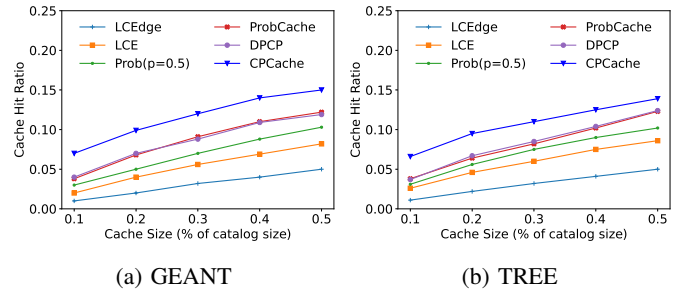 0.25
0.20
0.15
0.10
0.05
0.00
Cache Hit Ratio
LCEdge
LCE
Prob(p=0.5)
ProbCache
DPCP
CPCache
0.1 0.2 0.3 0.4 0.5
Cache Size (% of catalog size)
(a) GEANT
0.25
0.20
0.15
0.10
0.05
0.00
Cache Hit Ratio
LCEdge
LCE
Prob(p=0.5)
ProbCache
DPCP
CPCache
0.1 0.2 0.3 0.4 0.5
Cache Size (% of catalog size)
(b) TREE